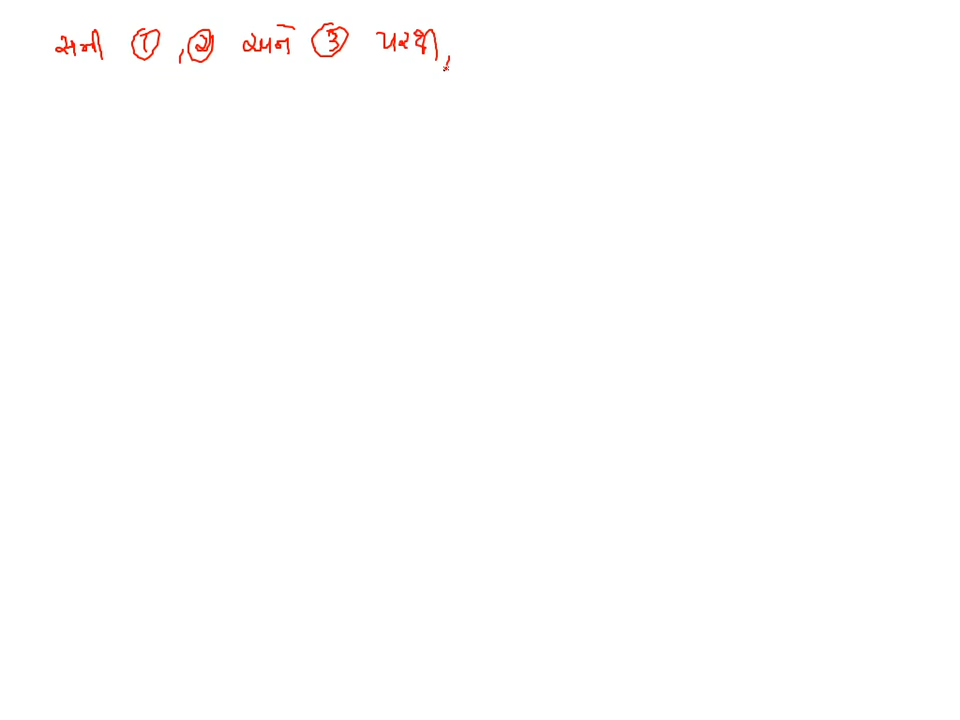 સમી ① , ② અને ③ પરથી,